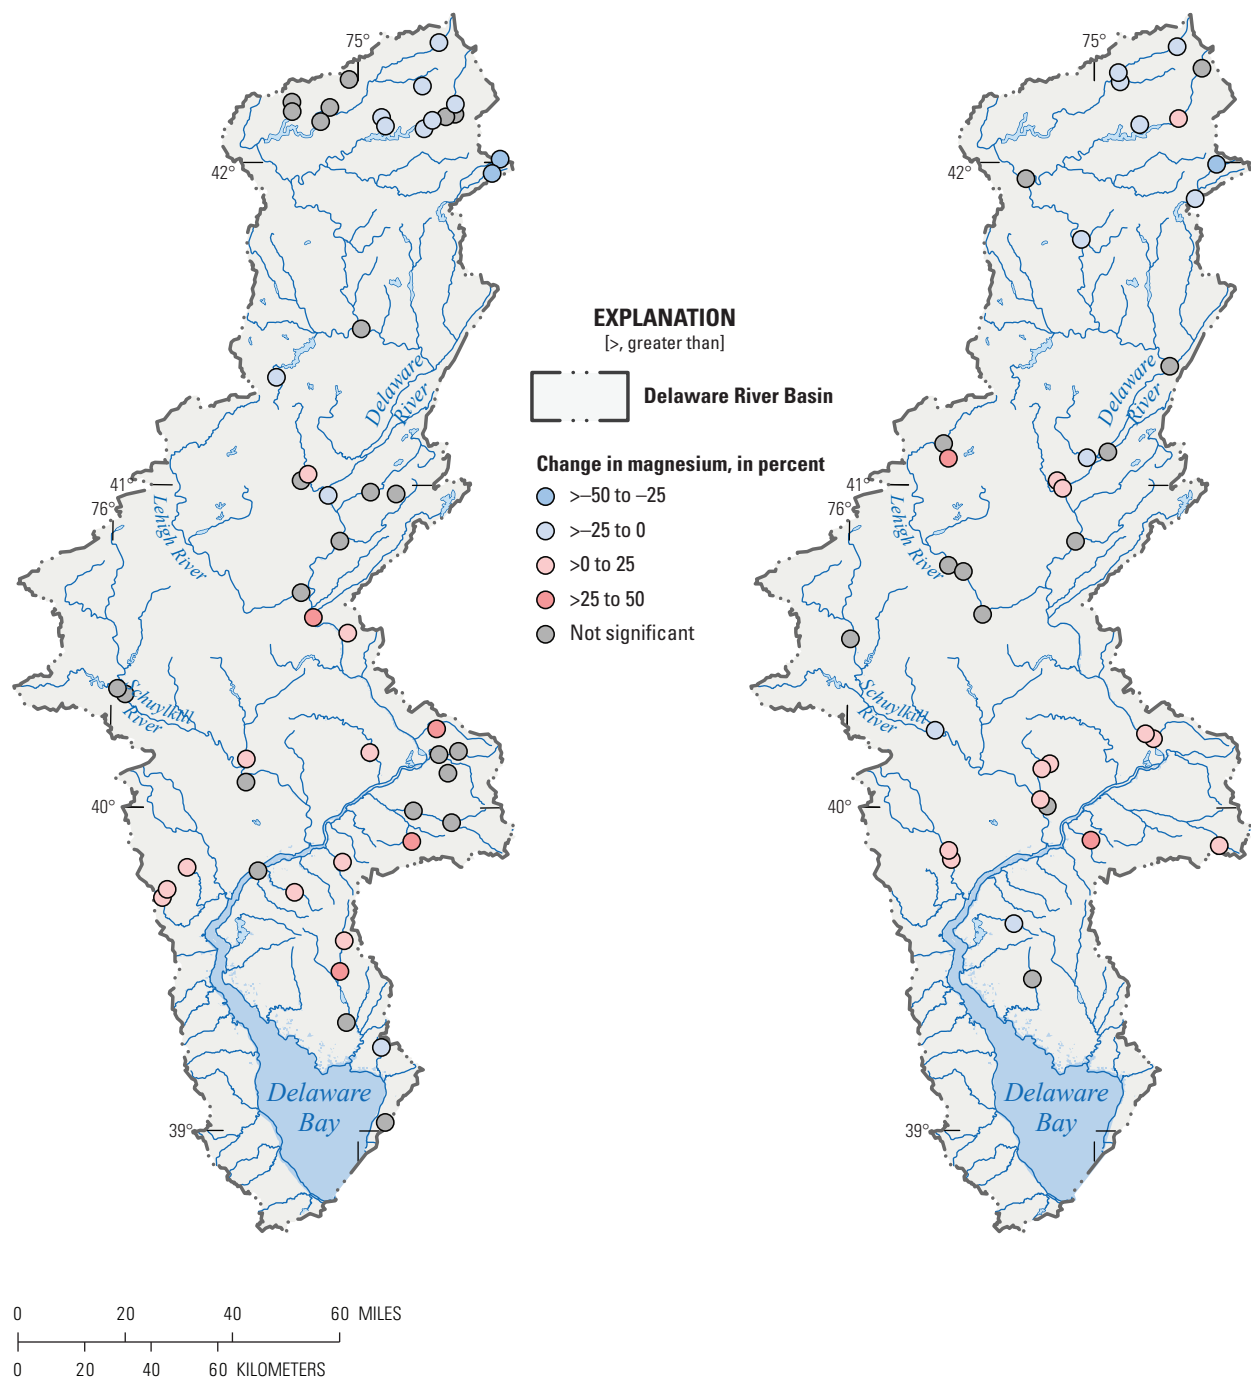 75°
42°
Delaware
River
41°
76°
Lehigh River
Schuylkill
River
40°
Delaware
Bay
39°
EXPLANATION
[>, greater than]
Delaware River Basin
Change in magnesium, in percent
>–50 to –25
>–25 to 0
>0 to 25
>25 to 50
Not significant
75°
42°
Delaware
River
41°
76°
Lehigh River
Schuylkill
River
40°
Delaware
Bay
39°
0 20 40 60 MILES
0 20 40 60 KILOMETERS